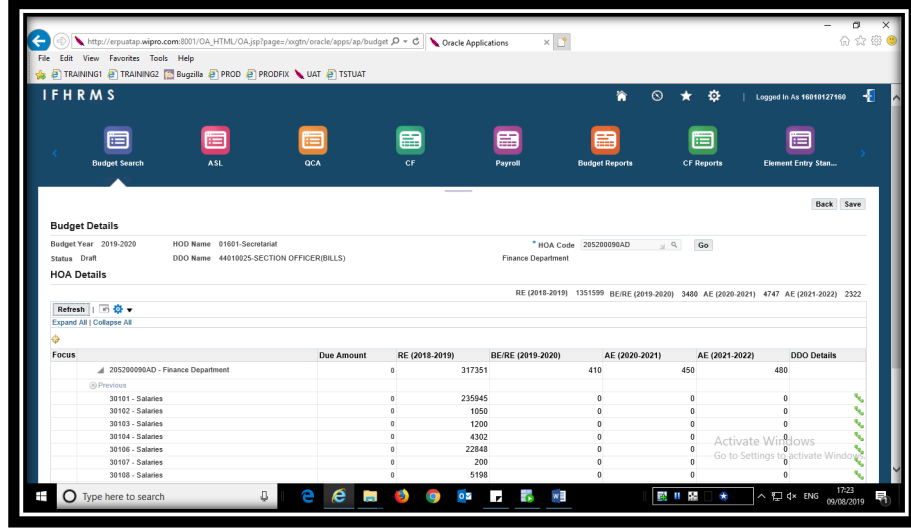 http://erpuatap.wipro.com:8001/OA_HTML/OA.jsp?page=/xxgtn/oracle/apps/ap/budget Oracle Applications
File Edit View Favorites Tools Help
TRAINING1 TRAINING2 Bugzilla PROD PRODFIX UAT TSTUAT
IFHRMS Logged In As 16010127160
Budget Search ASL QCA CF Payroll Budget Reports CF Reports Element Entry Stan...
Back Save
Budget Details
Budget Year 2019-2020 HOD Name 01601-Secretariat * HOA Code 205200090AD Go
Status Draft DDO Name 44010025-SECTION OFFICER(BILLS) Finance Department
HOA Details
RE (2018-2019) 1351599 BE/RE (2019-2020) 3480 AE (2020-2021) 4747 AE (2021-2022) 2322
Refresh
Expand All | Collapse All
Focus Due Amount RE (2018-2019) BE/RE (2019-2020) AE (2020-2021) AE (2021-2022) DDO Details
205200090AD - Finance Department 0 317351 410 450 480
Previous
30101 - Salaries 0 235945 0 0 0
30102 - Salaries 0 1050 0 0 0
30103 - Salaries 0 1200 0 0 0
30104 - Salaries 0 4302 0 0 0
30106 - Salaries 0 22848 0 0 0
30107 - Salaries 0 200 0 0 0
30108 - Salaries 0 5198 0 0 0
Activate Windows
Go to Settings to activate Windows.
Type here to search ENG 17:23
09/08/2019